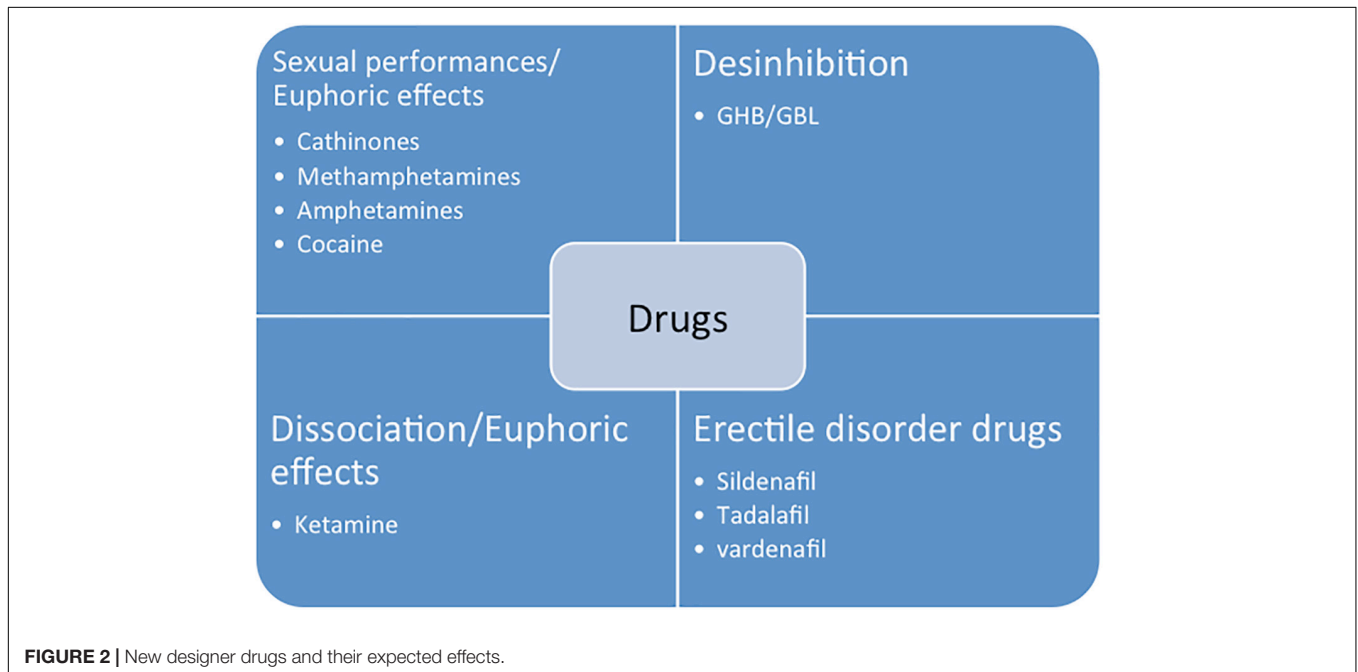 Sexual performances/
Euphoric effects
• Cathinones
• Methamphetamines
• Amphetamines
• Cocaine
Desinhibition
• GHB/GBL
Drugs
Dissociation/Euphoric
effects
• Ketamine
Erectile disorder drugs
• Sildenafil
• Tadalafil
• vardenafil
FIGURE 2 | New designer drugs and their expected effects.